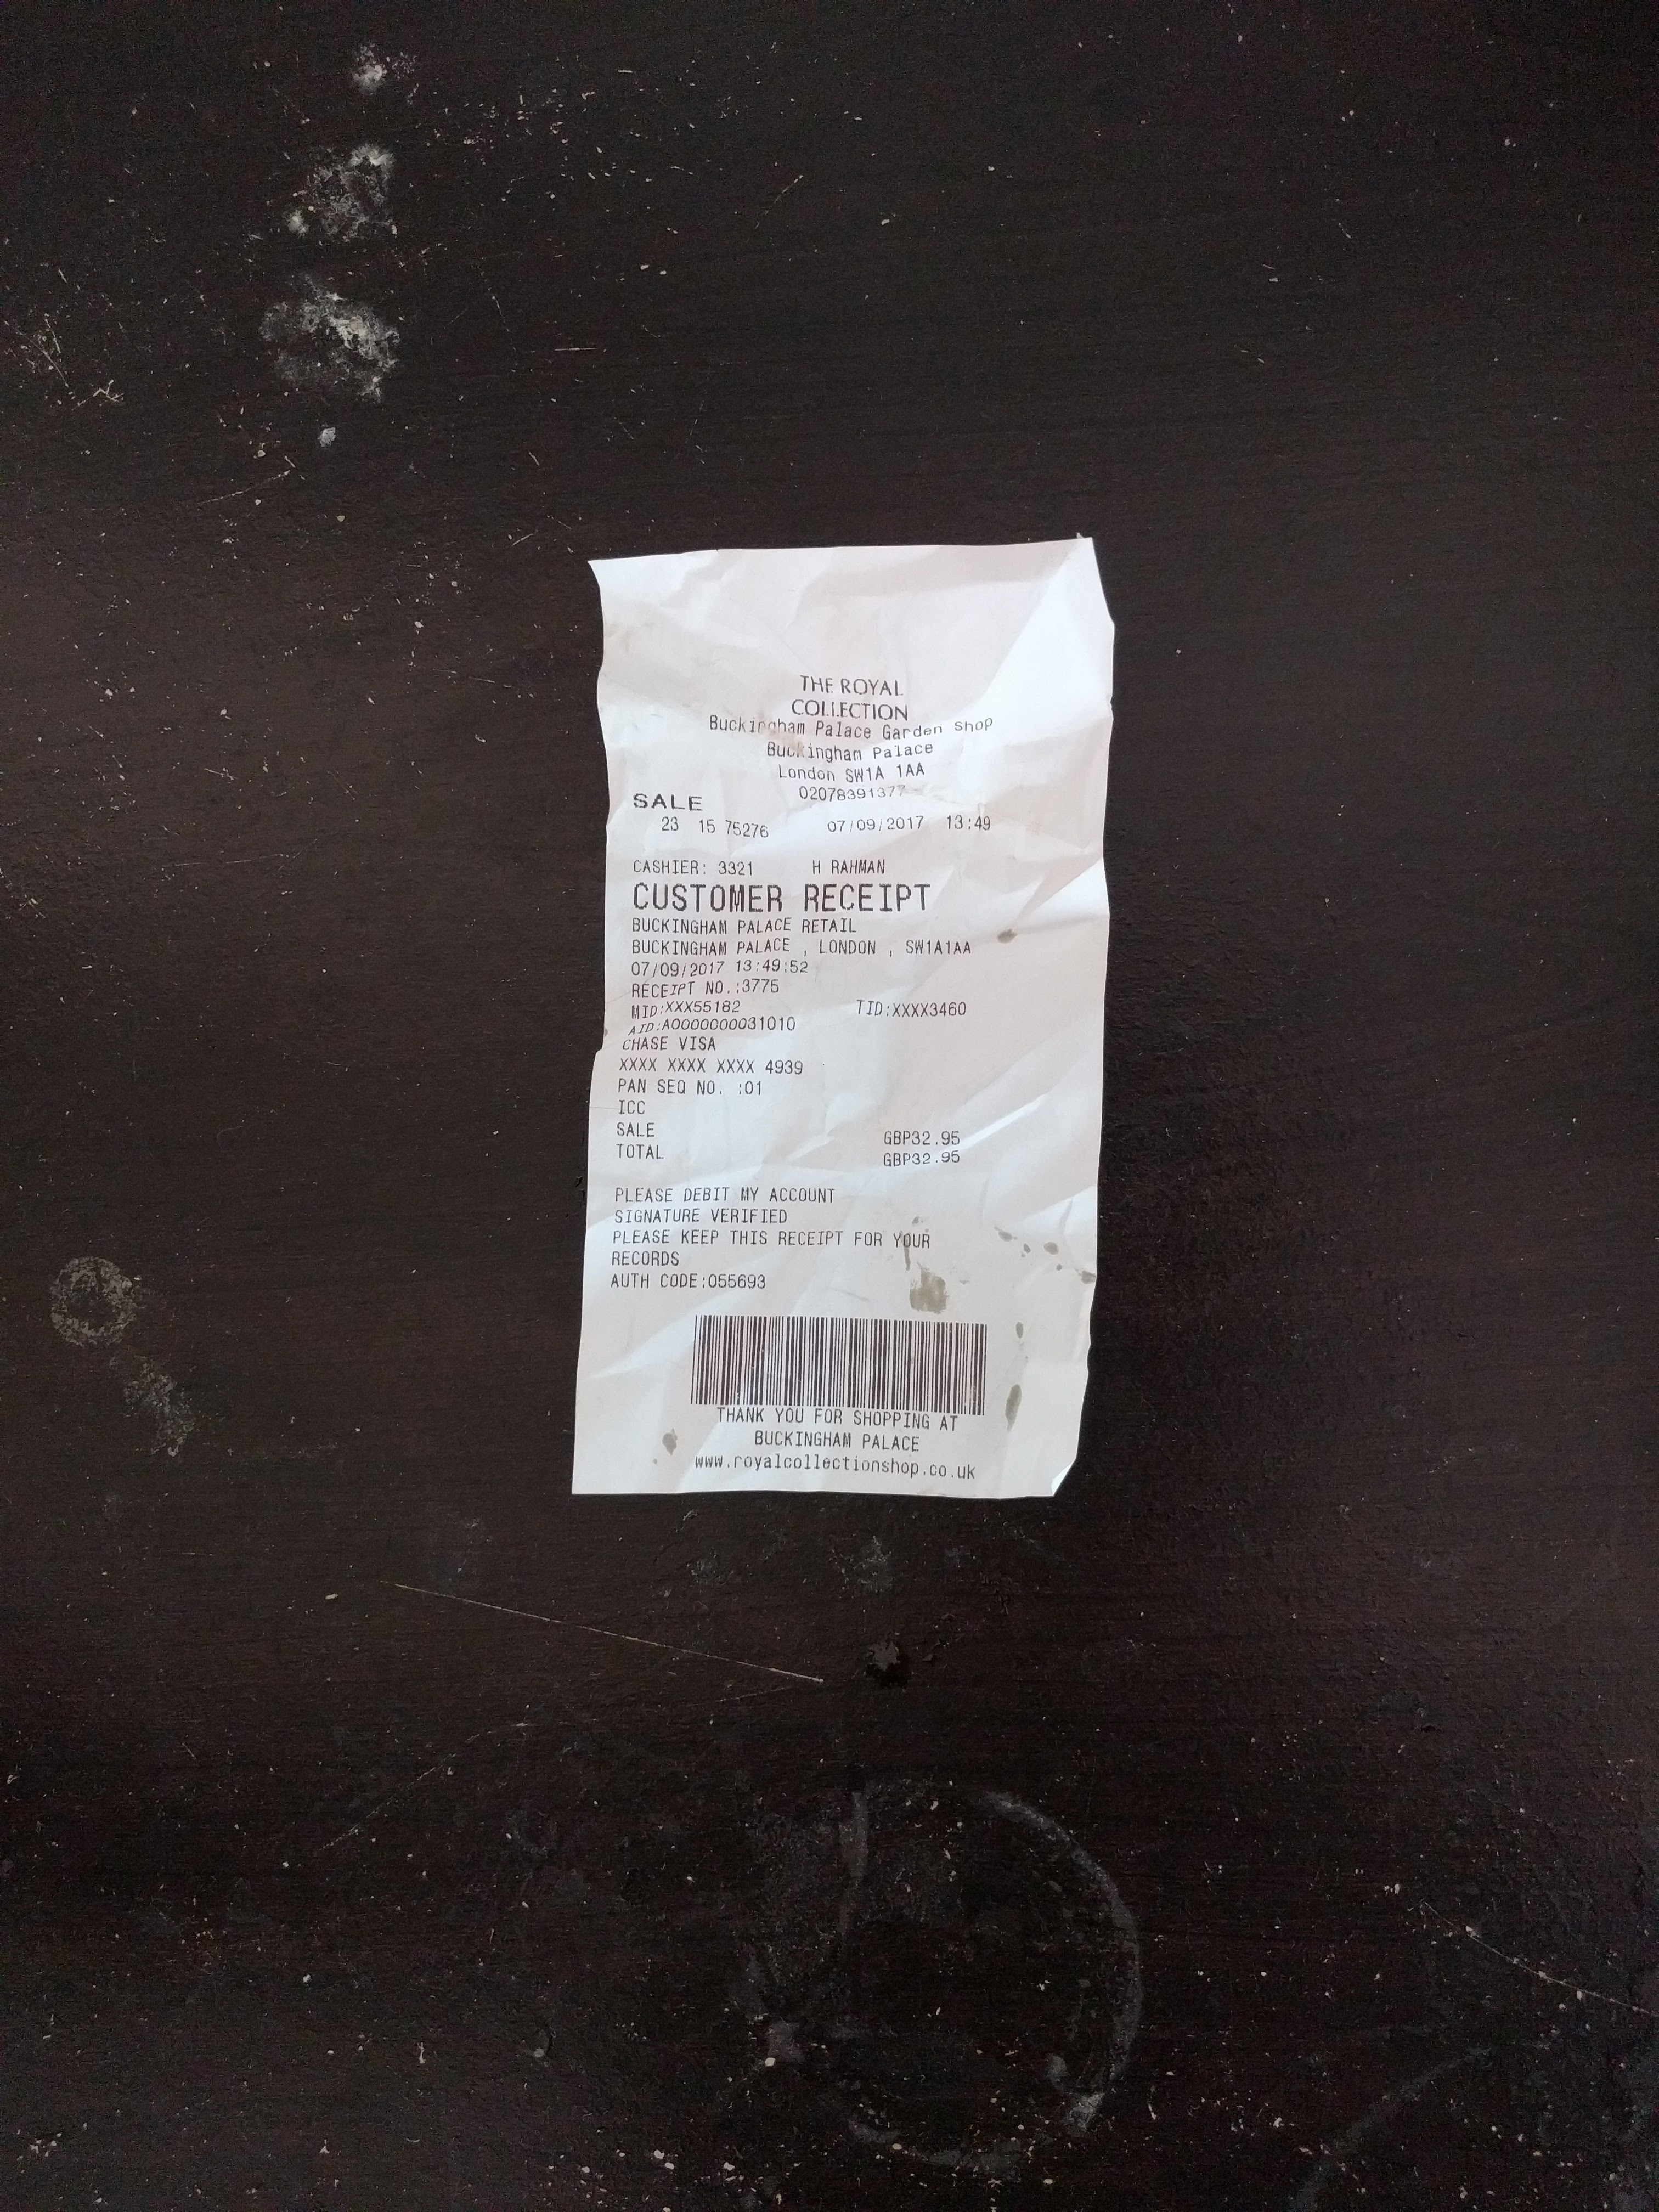 THE ROYAL
COLLECTION
Buckingham Palace Garden Shop
Buckingham Palace
London SW1A 1AA
02078391377
SALE
23 15 75276 07/09/2017 13:49
CASHIER: 3321 H RAHMAN
CUSTOMER RECEIPT
BUCKINGHAM PALACE RETAIL
BUCKINGHAM PALACE , LONDON , SW1A1AA
07/09/2017 13:49:52
RECEIPT NO.:3775
MID:XXX55182 TID:XXXX3460
AID:A0000000031010
CHASE VISA
XXXX XXXX XXXX 4939
PAN SEQ NO. :01
ICC
SALE GBP32.95
TOTAL GBP32.95
PLEASE DEBIT MY ACCOUNT
SIGNATURE VERIFIED
PLEASE KEEP THIS RECEIPT FOR YOUR
RECORDS
AUTH CODE:055693
THANK YOU FOR SHOPPING AT
BUCKINGHAM PALACE
www.royalcollectionshop.co.uk